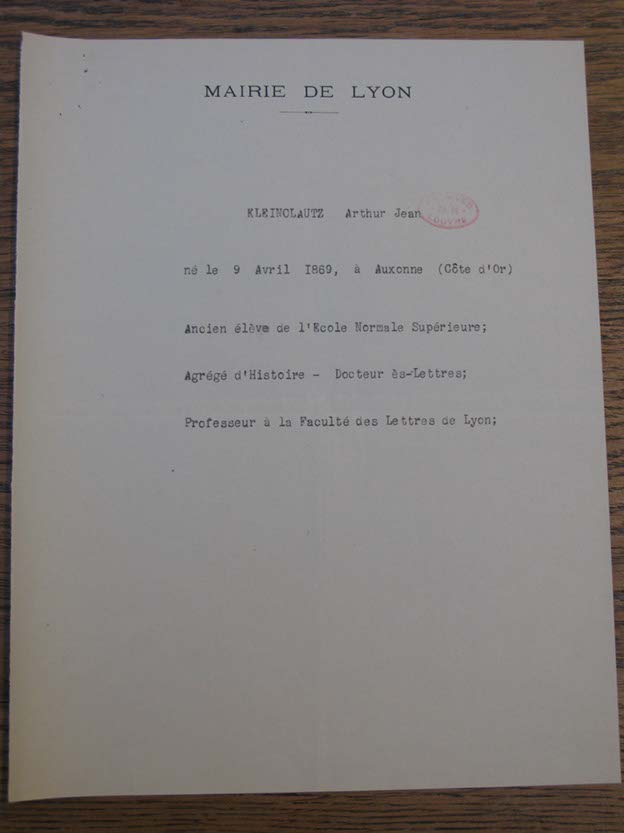 MAIRIE DE LYON
KLEINCLAUTZ Arthur Jean
né le 9 Avril I869, à Auxonne (Côte d'Or)
Ancien élève de l'Ecole Normale Supérieure;
Agrégé d'Histoire - Docteur ès-Lettres;
Professeur à la Faculté des Lettres de Lyon;